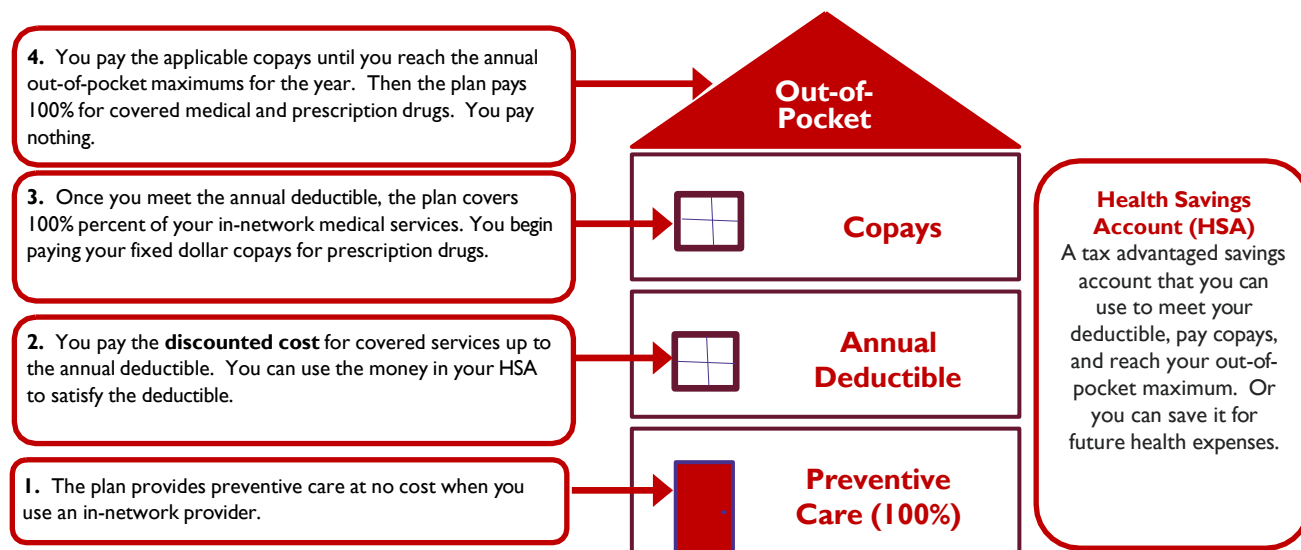 4. You pay the applicable copays until you reach the annual
out-of-pocket maximums for the year. Then the plan pays
100% for covered medical and prescription drugs. You pay
nothing.
Out-of-
Pocket
3. Once you meet the annual deductible, the plan covers
100% percent of your in-network medical services. You begin
paying your fixed dollar copays for prescription drugs.
Copays
2. You pay the discounted cost for covered services up to
the annual deductible. You can use the money in your HSA
to satisfy the deductible.
Annual
Deductible
1. The plan provides preventive care at no cost when you
use an in-network provider.
Preventive
Care (100%)
Health Savings
Account (HSA)
A tax advantaged savings
account that you can
use to meet your
deductible, pay copays,
and reach your out-of-
pocket maximum. Or
you can save it for
future health expenses.